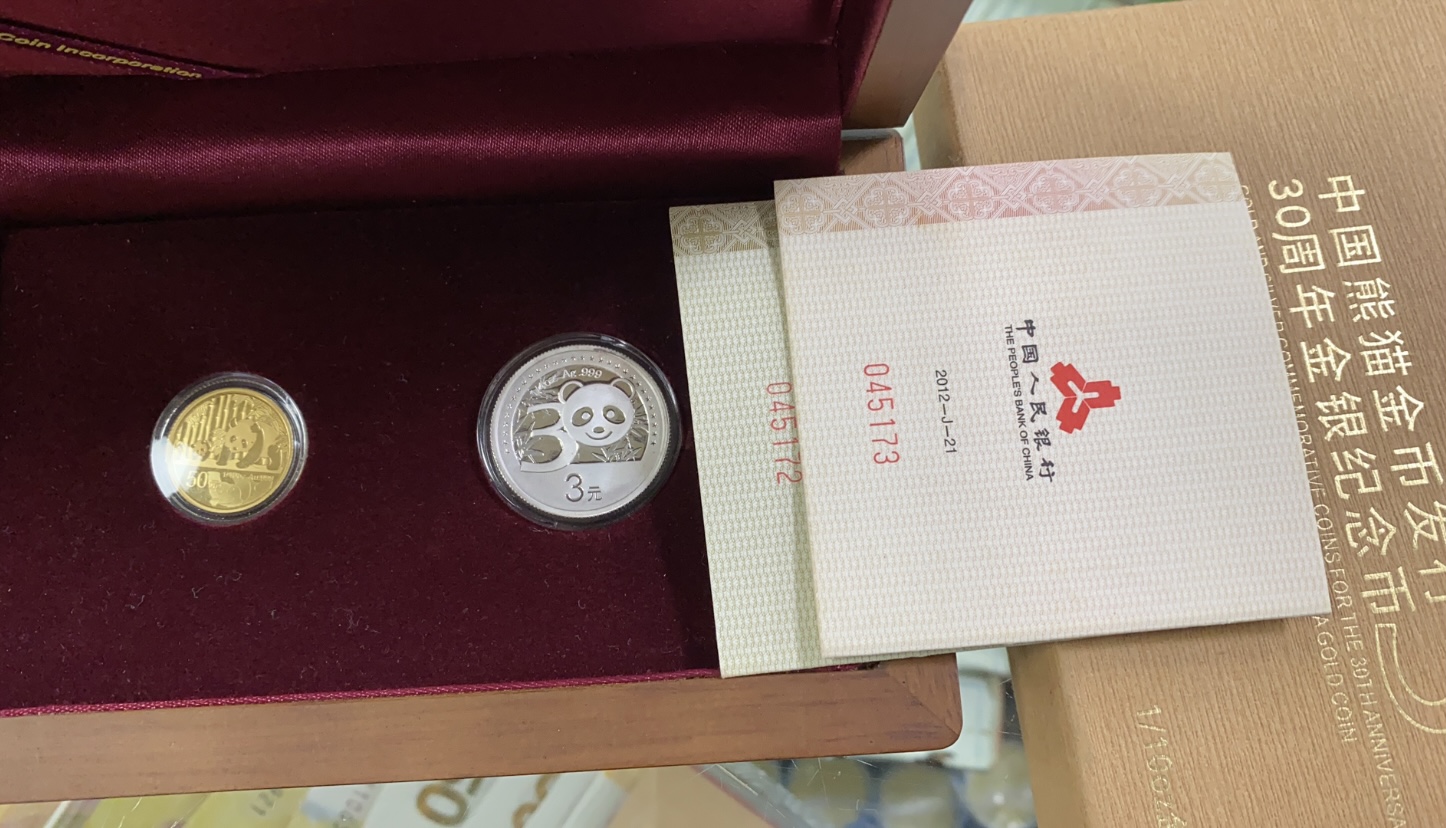 Coin Incorporation
Ag .999
3元
50
045172
045173
2012-J-21
中国人民银行
THE PEOPLE'S BANK OF CHINA
中国熊猫金币发行
30周年金银纪念币
COMMEMORATIVE COINS FOR THE 30TH ANNIVERSA
A GOLD COIN
1/10oz